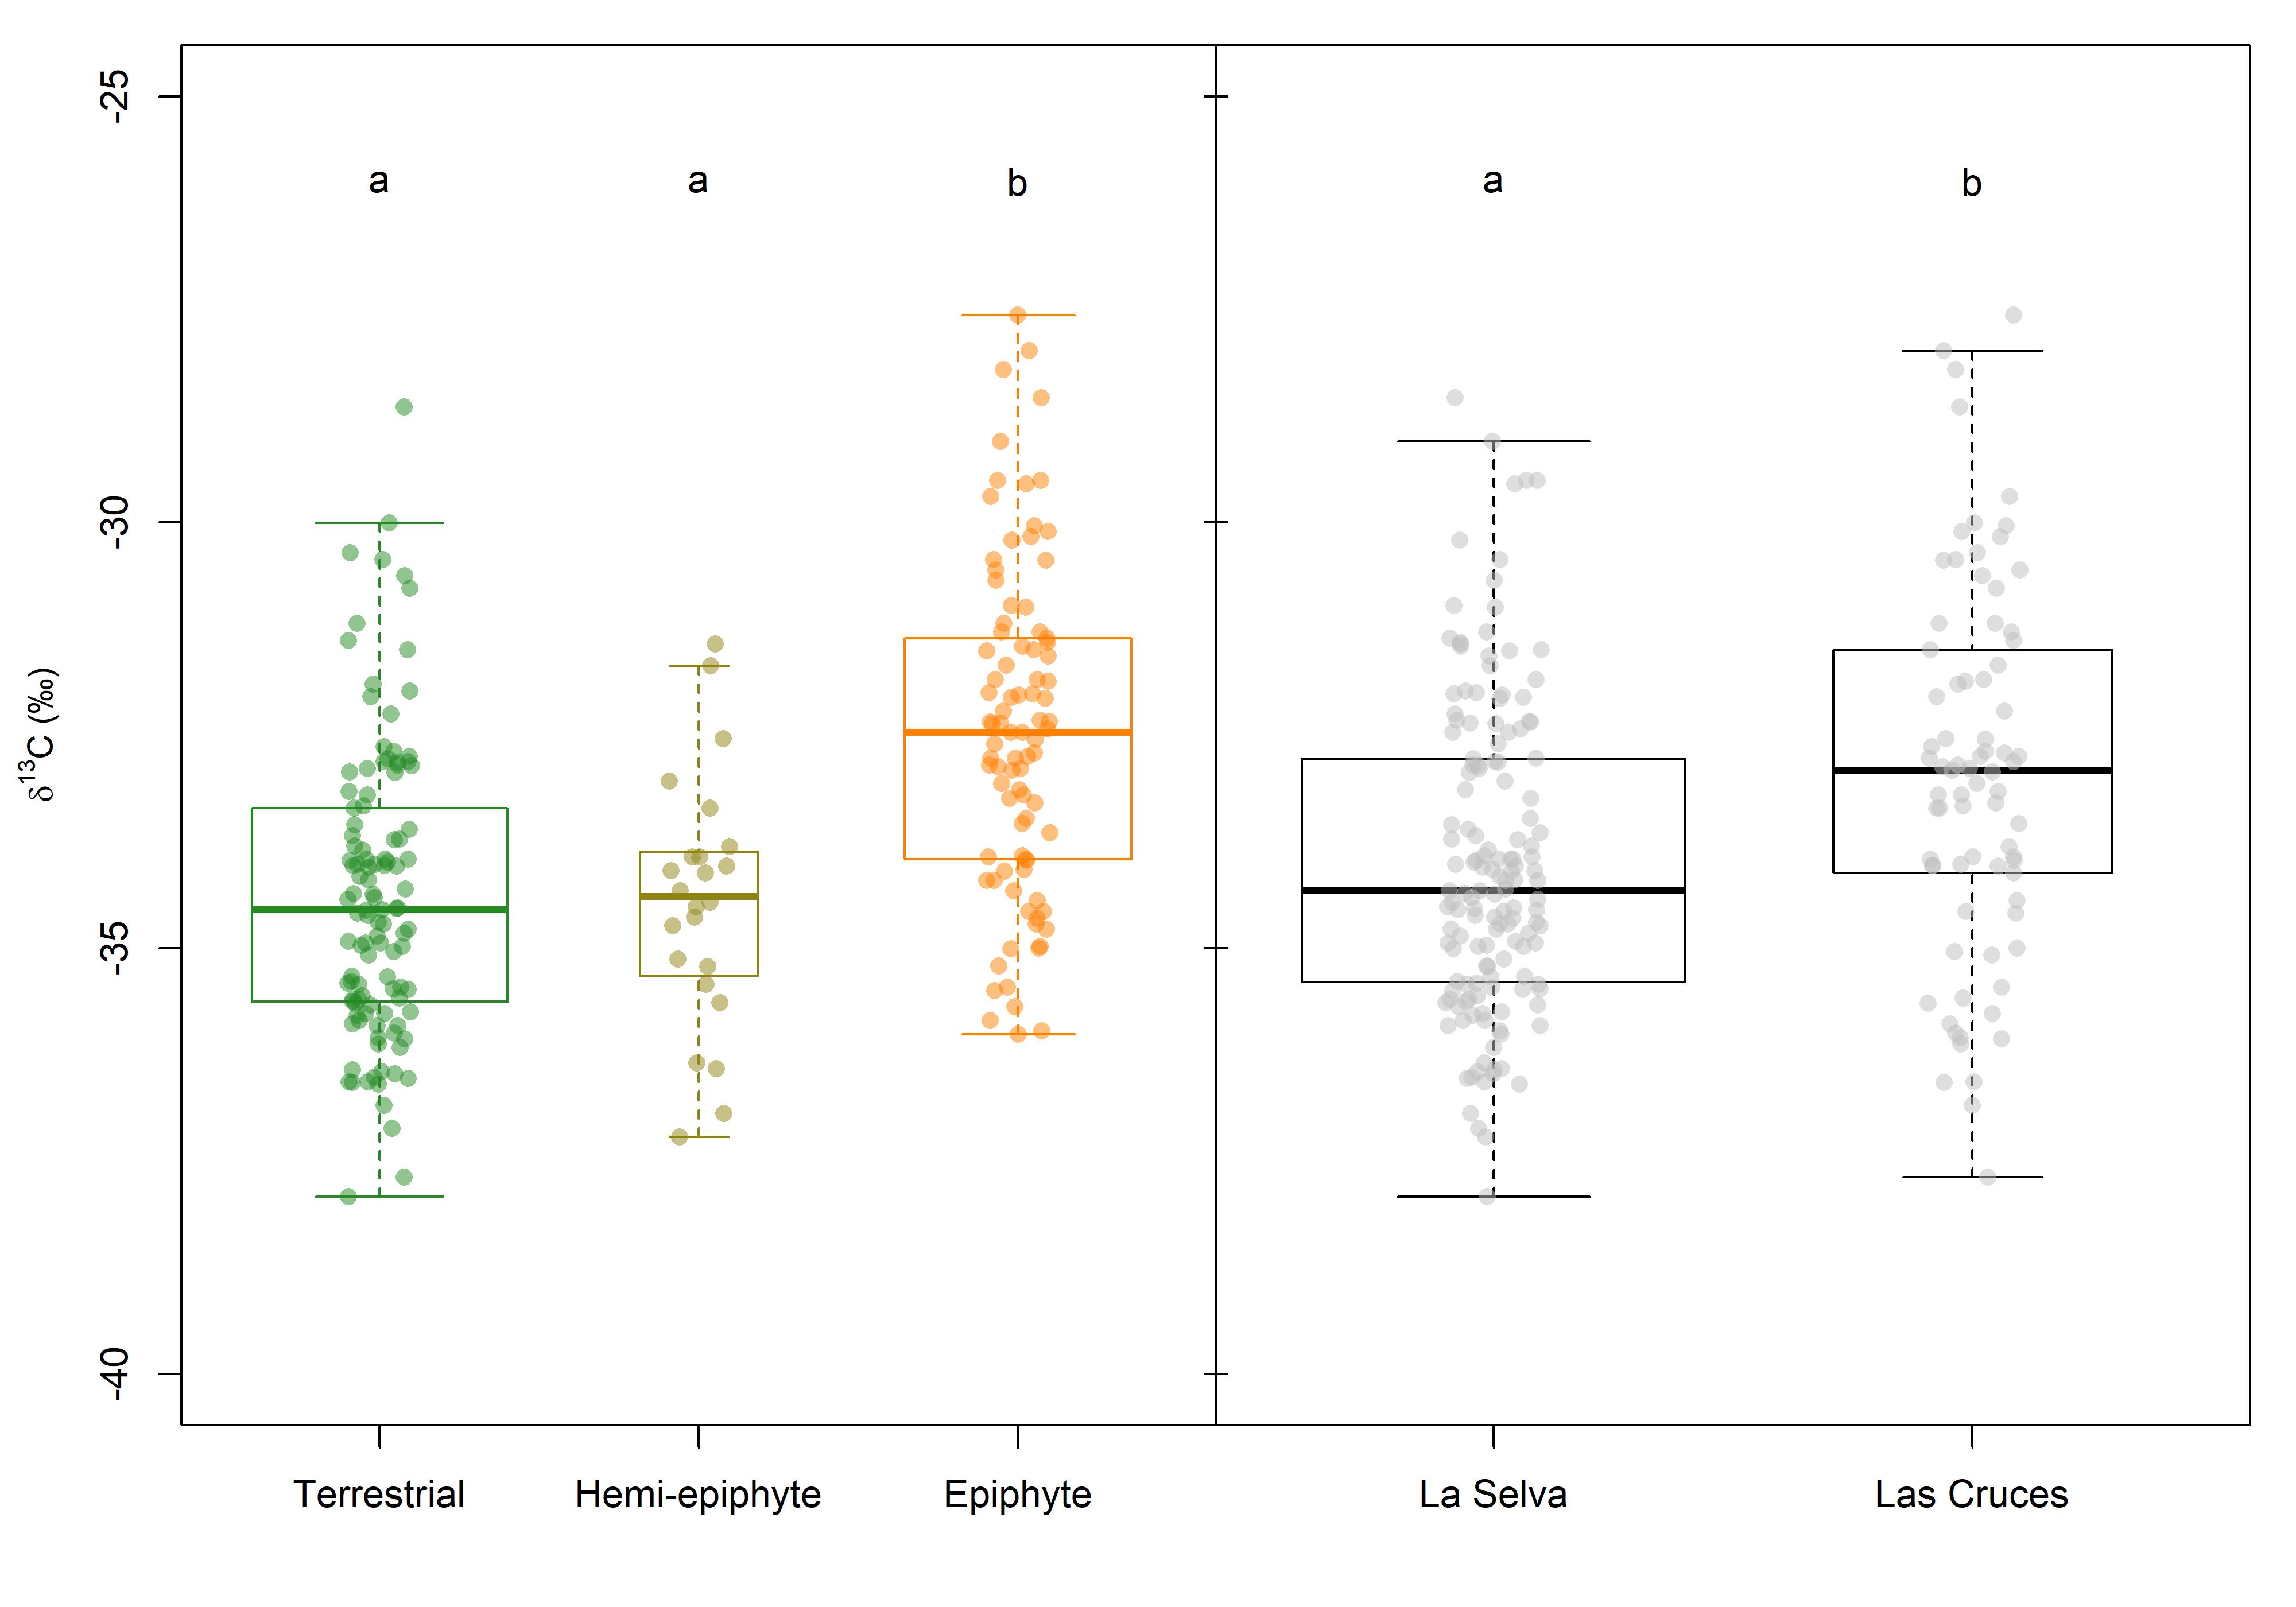 -25
-30
-35
-40
δ13C (‰)
a a b a b
Terrestrial Hemi-epiphyte Epiphyte La Selva Las Cruces